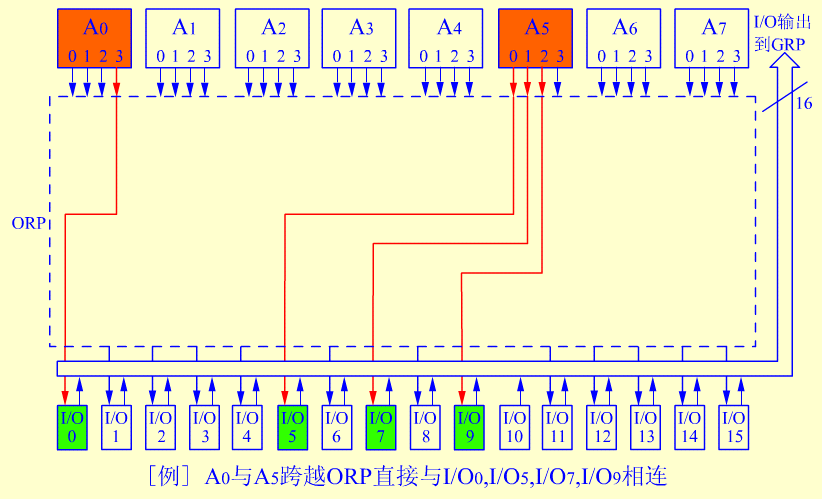 A0 A1 A2 A3 A4 A5 A6 A7 I/O输出
到GRP
0 1 2 3 0 1 2 3 0 1 2 3 0 1 2 3 0 1 2 3 0 1 2 3 0 1 2 3 0 1 2 3
16
ORP
I/O I/O I/O I/O I/O I/O I/O I/O I/O I/O I/O I/O I/O I/O I/O I/O
0 1 2 3 4 5 6 7 8 9 10 11 12 13 14 15
[例] A0与A5跨越ORP直接与I/O0,I/O5,I/O7,I/O9相连